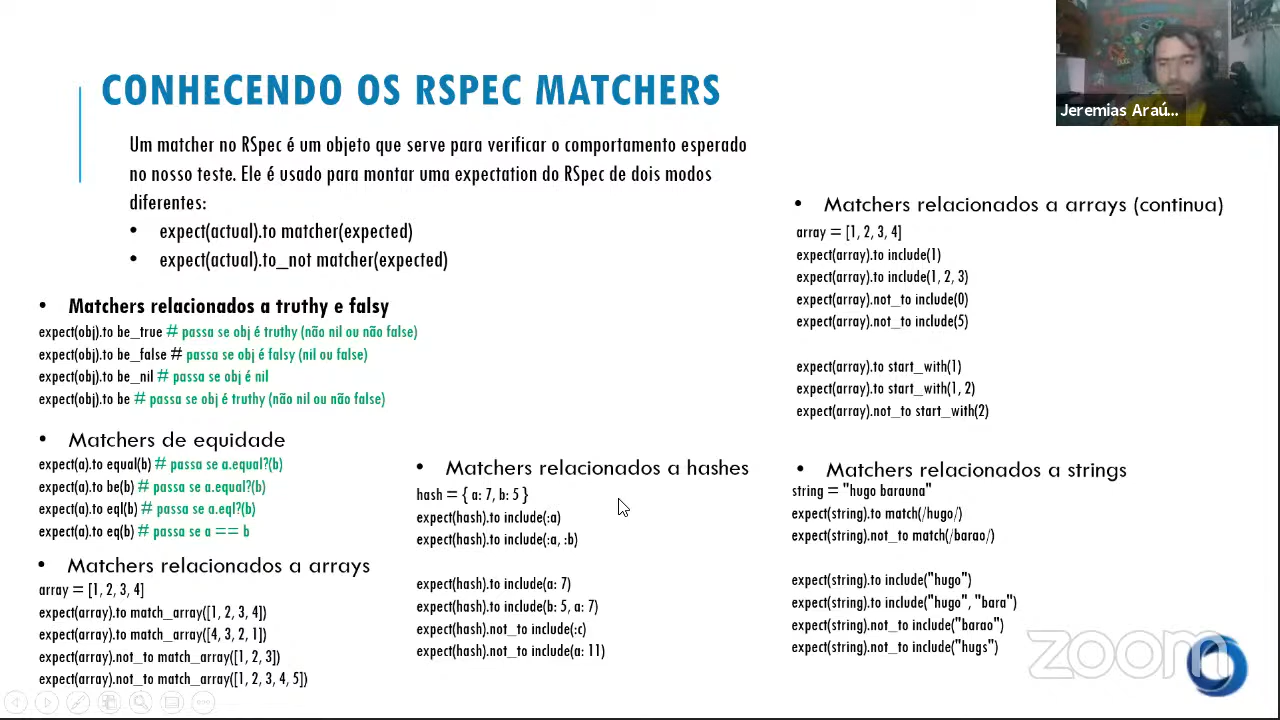 CONHECENDO OS RSPEC MATCHERS
Um matcher no RSpec é um objeto que serve para verificar o comportamento esperado
no nosso teste. Ele é usado para montar uma expectation do RSpec de dois modos
diferentes:
• expect(actual).to matcher(expected)
• expect(actual).to_not matcher(expected)
• Matchers relacionados a truthy e falsy
expect(obj).to be_true # passa se obj é truthy (não nil ou não false)
expect(obj).to be_false # passa se obj é falsy (nil ou false)
expect(obj).to be_nil # passa se obj é nil
expect(obj).to be # passa se obj é truthy (não nil ou não false)
• Matchers de equidade
expect(a).to equal(b) # passa se a.equal?(b)
expect(a).to be(b) # passa se a.equal?(b)
expect(a).to eql(b) # passa se a.eql?(b)
expect(a).to eq(b) # passa se a == b
• Matchers relacionados a arrays
array = [1, 2, 3, 4]
expect(array).to match_array([1, 2, 3, 4])
expect(array).to match_array([4, 3, 2, 1])
expect(array).not_to match_array([1, 2, 3])
expect(array).not_to match_array([1, 2, 3, 4, 5])
• Matchers relacionados a hashes
hash = { a: 7, b: 5 }
expect(hash).to include(:a)
expect(hash).to include(:a, :b)
expect(hash).to include(a: 7)
expect(hash).to include(b: 5, a: 7)
expect(hash).not_to include(:c)
expect(hash).not_to include(a: 11)
Jeremias Araú...
• Matchers relacionados a arrays (continua)
array = [1, 2, 3, 4]
expect(array).to include(1)
expect(array).to include(1, 2, 3)
expect(array).not_to include(0)
expect(array).not_to include(5)
expect(array).to start_with(1)
expect(array).to start_with(1, 2)
expect(array).not_to start_with(2)
• Matchers relacionados a strings
string = "hugo barauna"
expect(string).to match(/hugo/)
expect(string).not_to match(/barao/)
expect(string).to include("hugo")
expect(string).to include("hugo", "bara")
expect(string).not_to include("barao")
expect(string).not_to include("hugs")
zoom